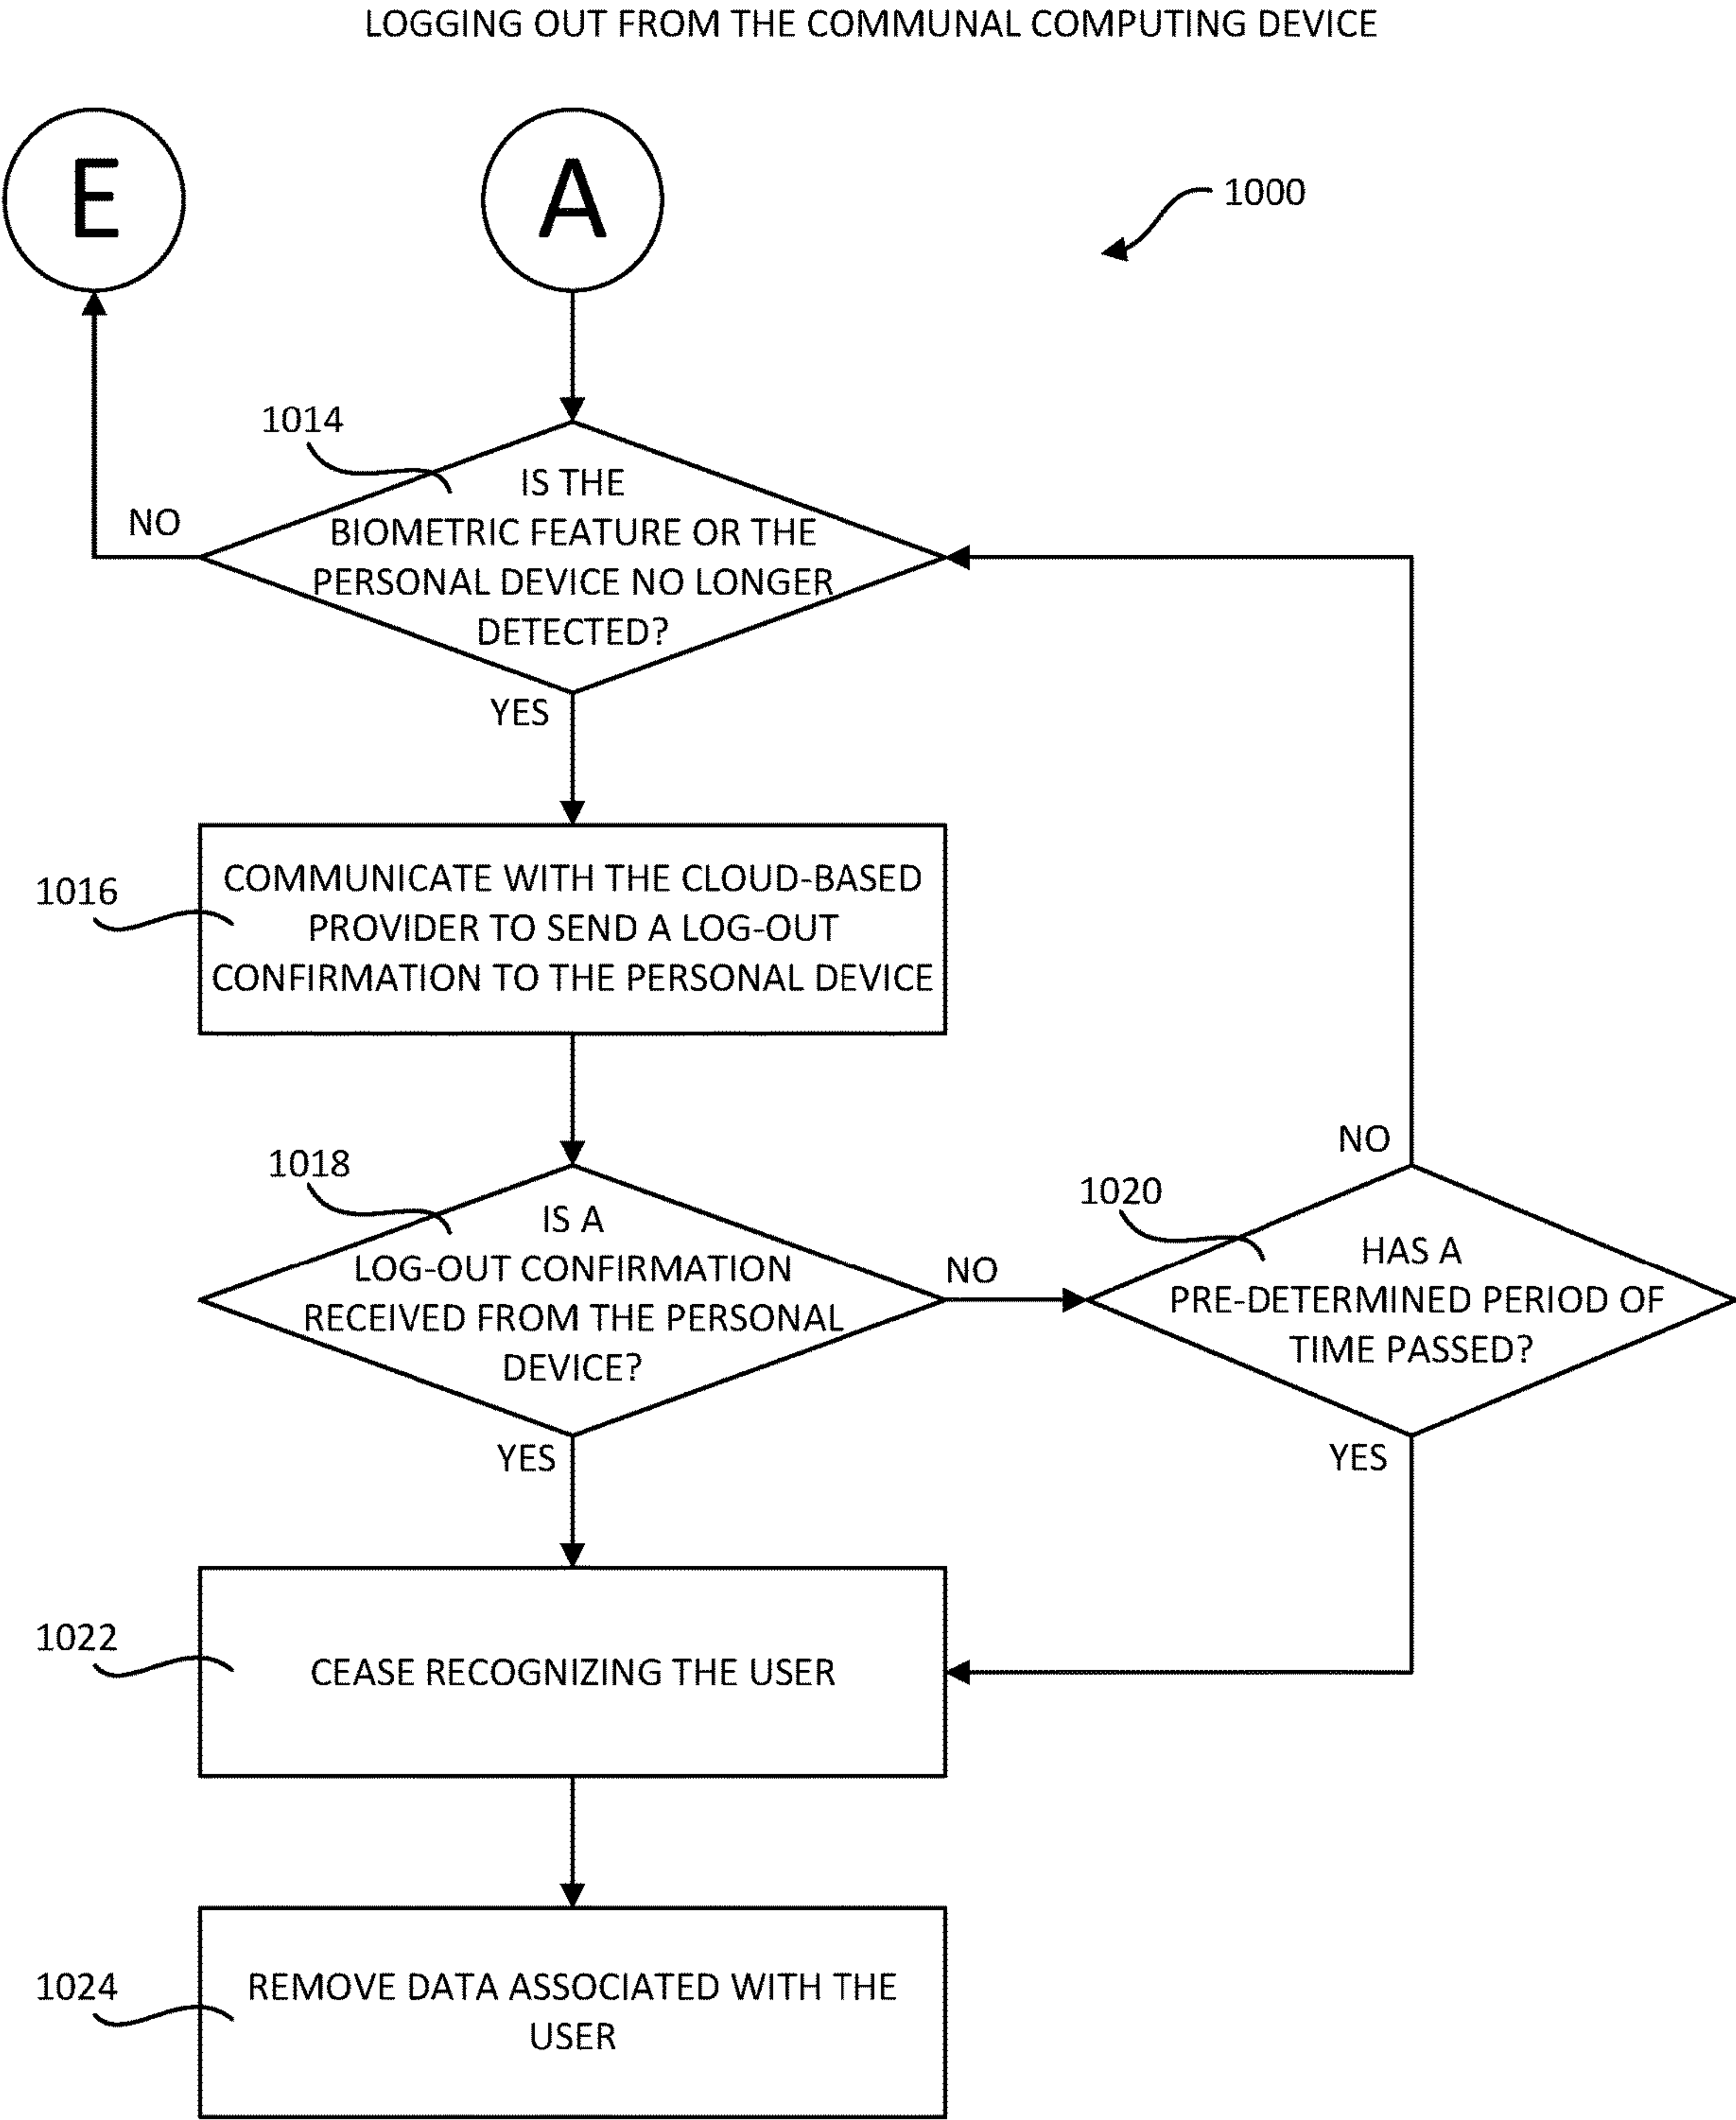 LOGGING OUT FROM THE COMMUNAL COMPUTING DEVICE
E
A
1000
1014
IS THE
BIOMETRIC FEATURE OR THE
PERSONAL DEVICE NO LONGER
DETECTED?
NO
YES
1016
COMMUNICATE WITH THE CLOUD-BASED
PROVIDER TO SEND A LOG-OUT
CONFIRMATION TO THE PERSONAL DEVICE
1018
IS A
LOG-OUT CONFIRMATION
RECEIVED FROM THE PERSONAL
DEVICE?
NO
YES
1020
HAS A
PRE-DETERMINED PERIOD OF
TIME PASSED?
NO
YES
1022
CEASE RECOGNIZING THE USER
1024
REMOVE DATA ASSOCIATED WITH THE
USER